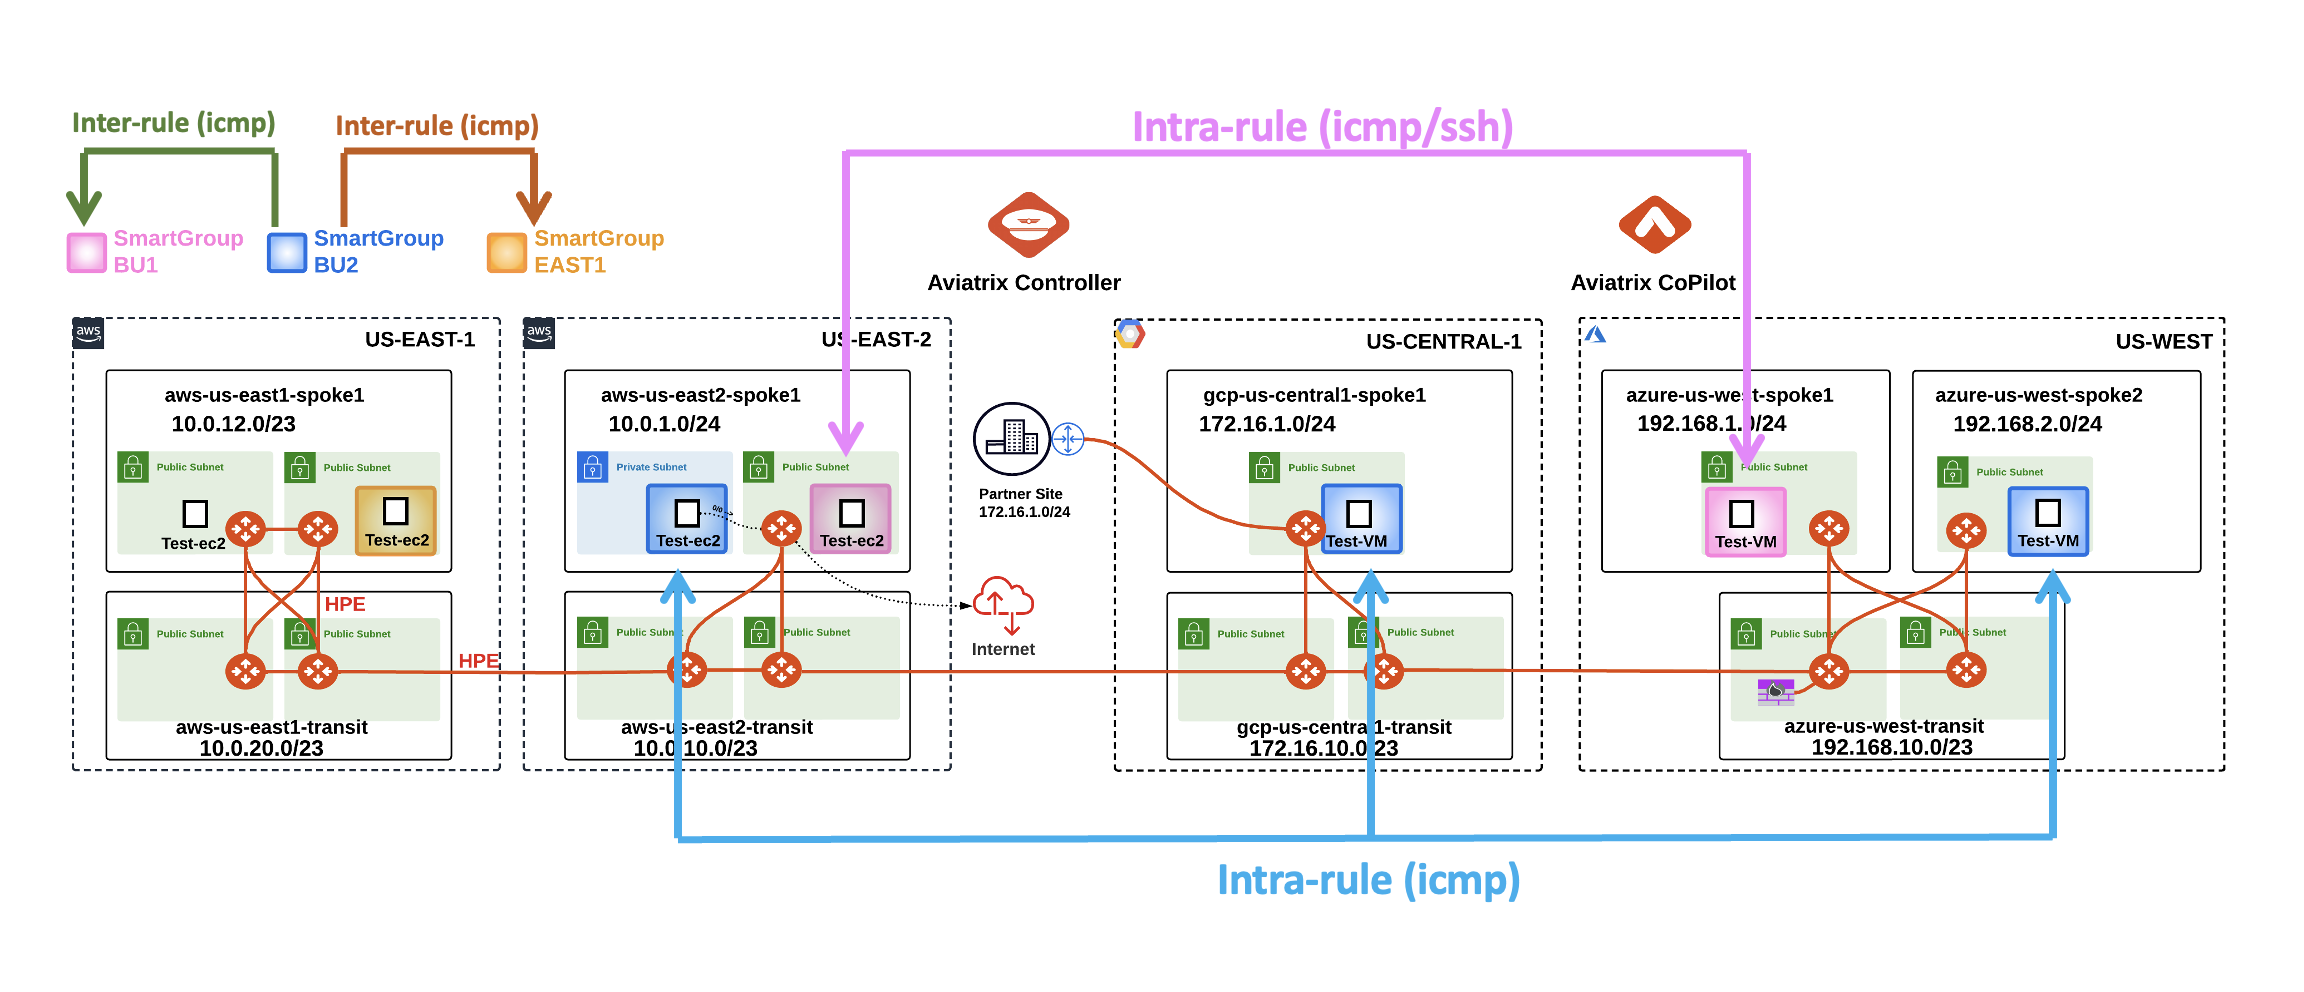 Inter-rule (icmp)
Inter-rule (icmp)
Intra-rule (icmp/ssh)
SmartGroup
BU1
SmartGroup
BU2
SmartGroup
EAST1
Aviatrix Controller
Aviatrix CoPilot
aws
US-EAST-1
aws-us-east1-spoke1
10.0.12.0/23
Public Subnet
Public Subnet
Test-ec2
Test-ec2
HPE
Public Subnet
Public Subnet
HPE
aws-us-east1-transit
10.0.20.0/23
aws
US-EAST-2
aws-us-east2-spoke1
10.0.1.0/24
Private Subnet
Public Subnet
0/0
Test-ec2
Test-ec2
Public Subnet
Public Subnet
aws-us-east2-transit
10.0.10.0/23
Partner Site
172.16.1.0/24
Internet
US-CENTRAL-1
gcp-us-central1-spoke1
172.16.1.0/24
Public Subnet
Test-VM
Public Subnet
Public Subnet
gcp-us-central1-transit
172.16.10.0/23
US-WEST
azure-us-west-spoke1
192.168.1.0/24
Public Subnet
Test-VM
azure-us-west-spoke2
192.168.2.0/24
Public Subnet
Test-VM
Public Subnet
Public Subnet
azure-us-west-transit
192.168.10.0/23
Intra-rule (icmp)